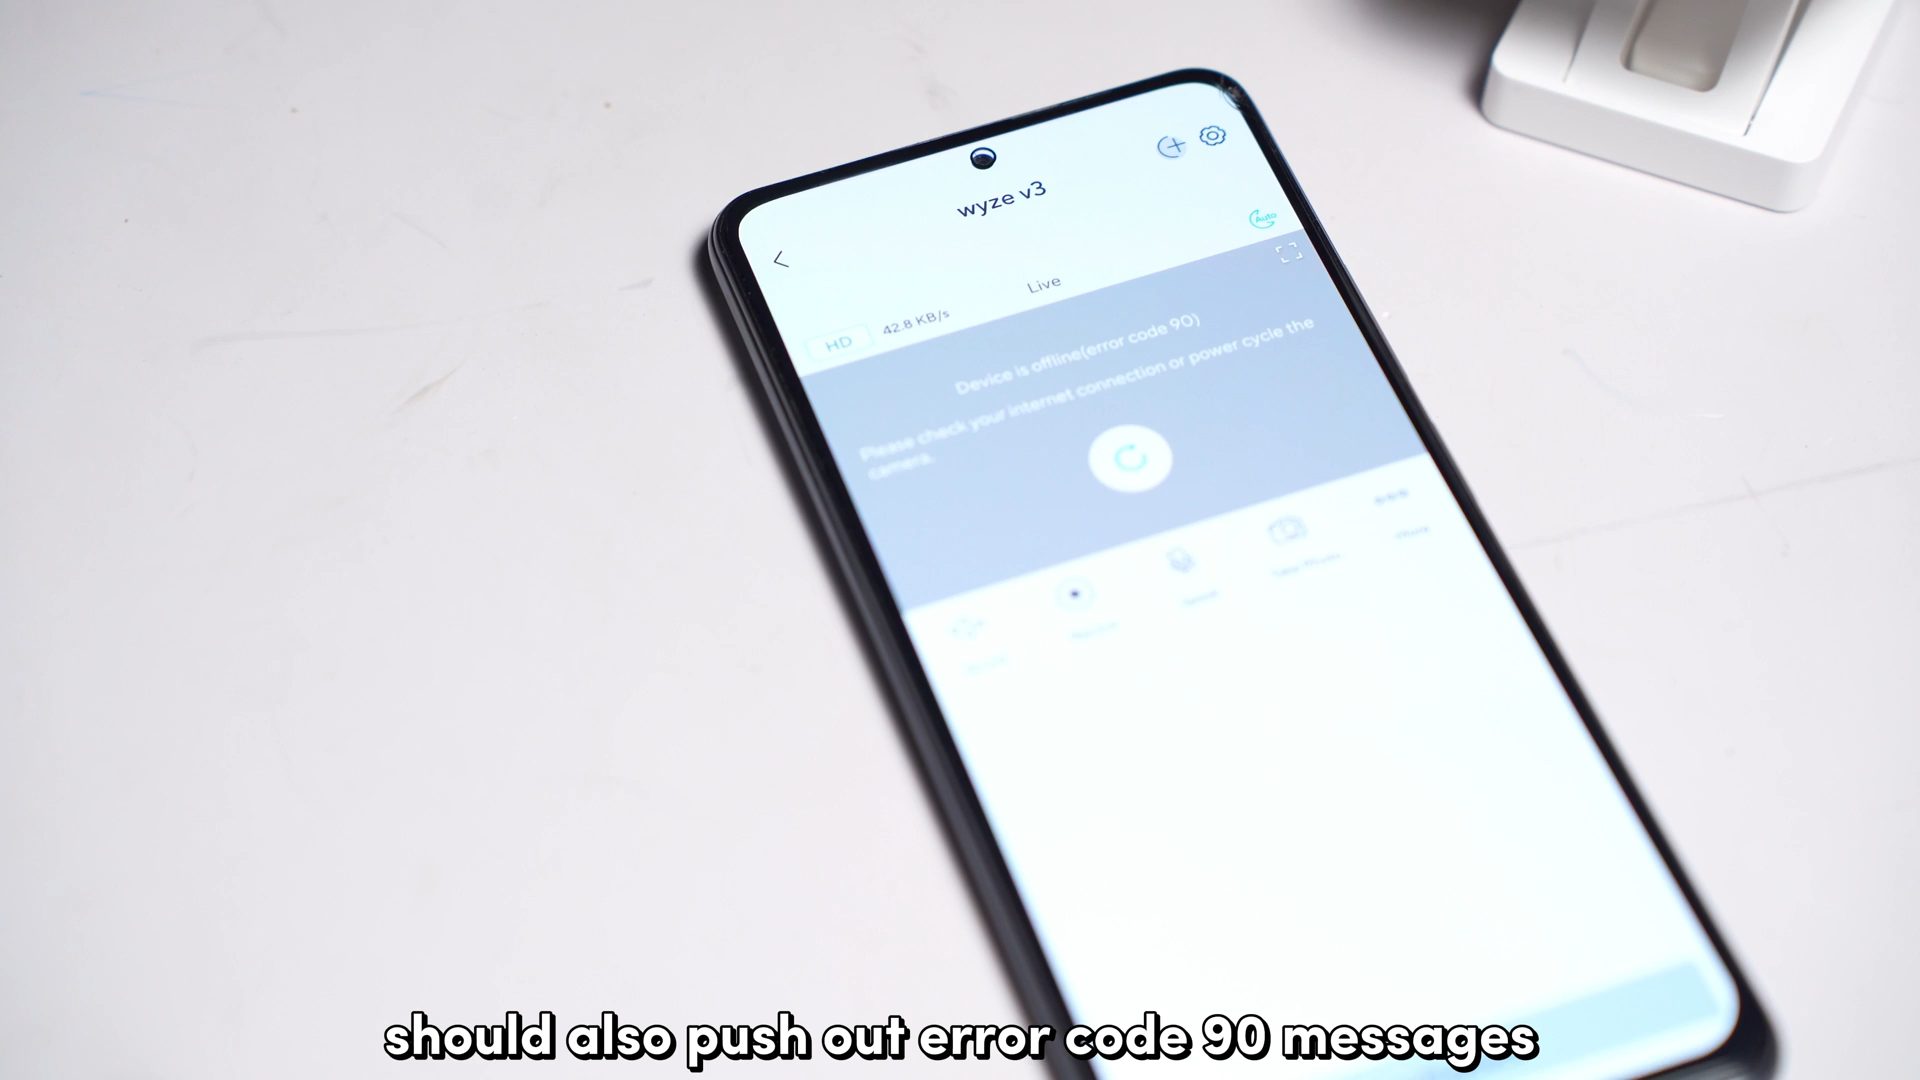 wyze v3
Auto
Live
HD 42.8 KB/s
Device is offline(error code 90)
Please check your internet connection or power cycle the
camera.
should also push out error code 90 messages